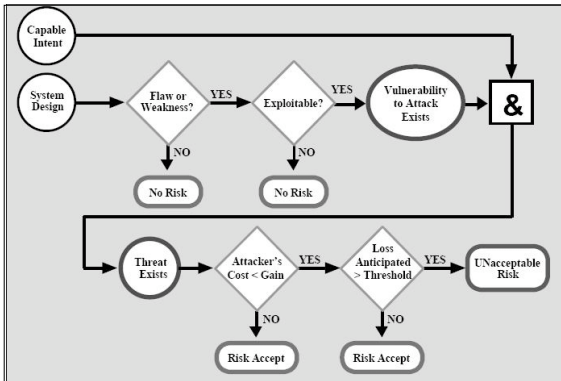 Capable
Intent
System
Design
Flaw or
Weakness?
YES
Exploitable?
YES
Vulnerability
to Attack
Exists
&
NO
NO
No Risk
No Risk
Threat
Exists
Attacker's
Cost < Gain
YES
Loss
Anticipated
> Threshold
YES
UNacceptable
Risk
NO
NO
Risk Accept
Risk Accept